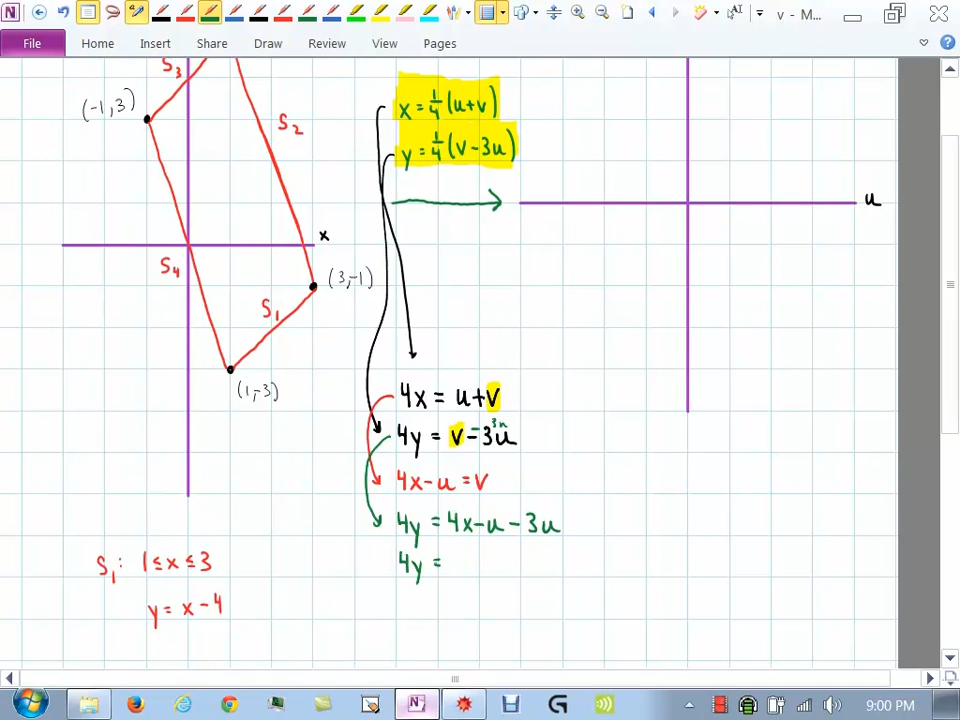 v - M...
File
Home
Insert
Share
Draw
Review
View
Pages
S₃
(-1,3)
S₂
x
(3,-1)
S₄
S₁
(1,-3)
x = 1/4 (u+v)
y = 1/4 (v-3u)
u
4x = u+v
4y = v-3u
-3u
4x-u = v
4y = 4x-u-3u
4y =
S₁: 1≤x≤3
y = x-4
9:00 PM